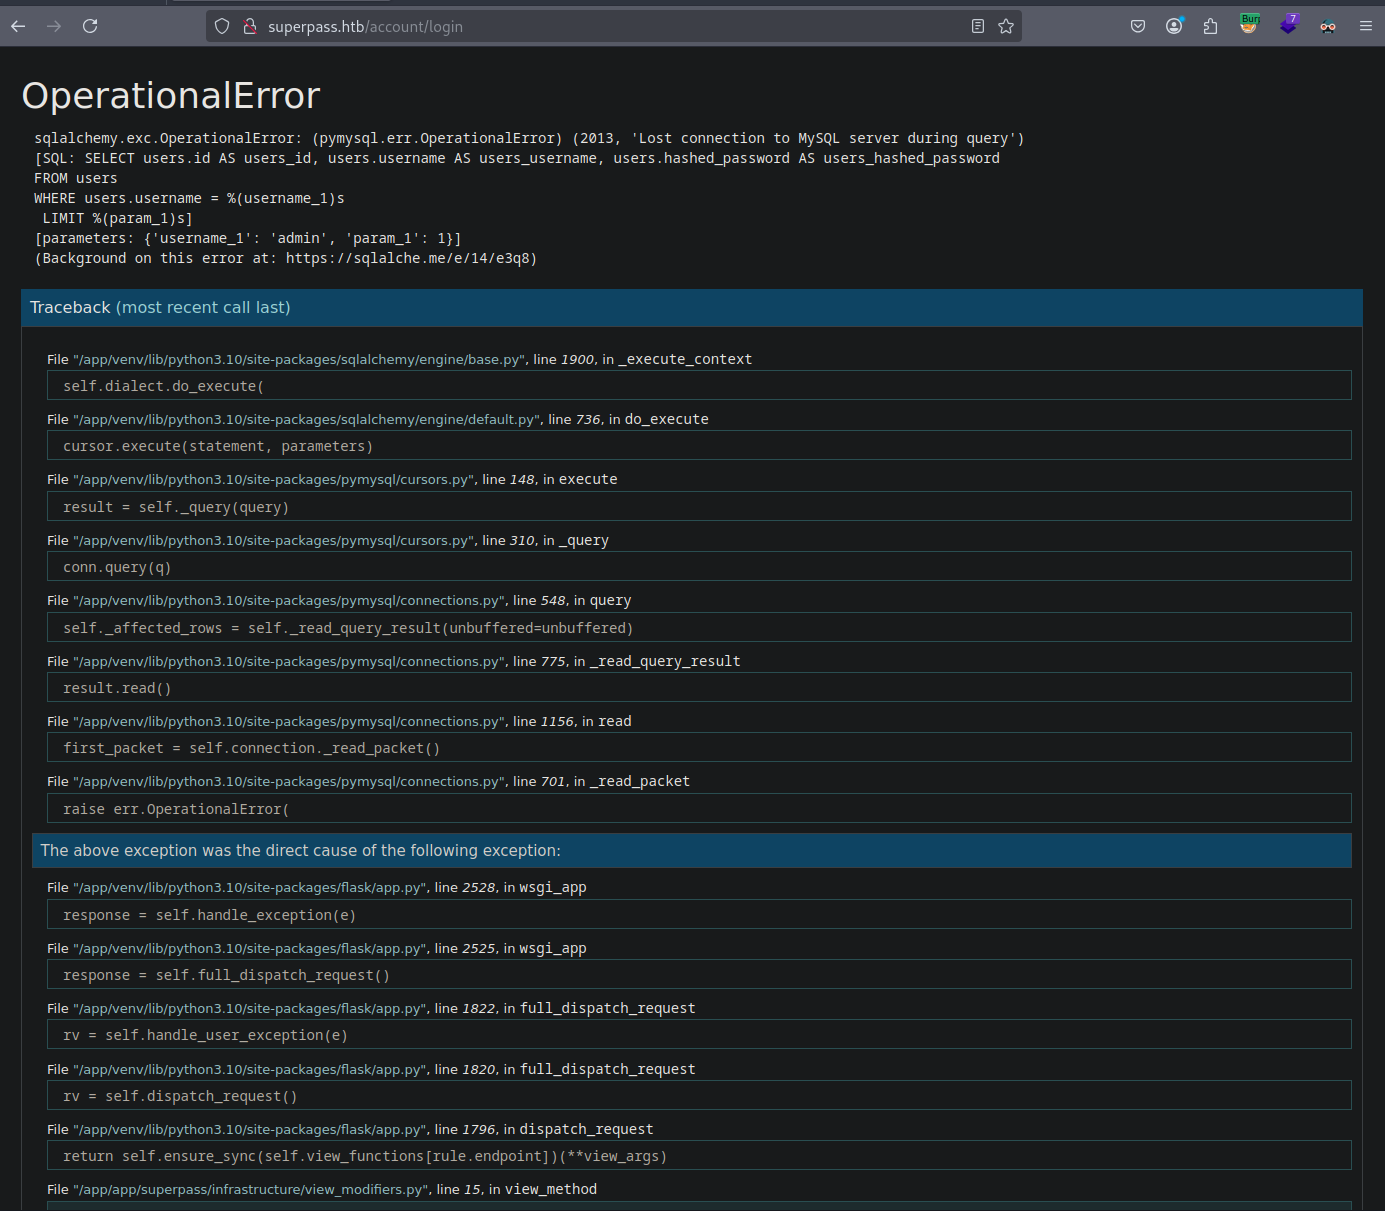 superpass.htb/account/login
Burp
7
OperationalError
sqlalchemy.exc.OperationalError: (pymysql.err.OperationalError) (2013, 'Lost connection to MySQL server during query')
[SQL: SELECT users.id AS users_id, users.username AS users_username, users.hashed_password AS users_hashed_password
FROM users
WHERE users.username = %(username_1)s
 LIMIT %(param_1)s]
[parameters: {'username_1': 'admin', 'param_1': 1}]
(Background on this error at: https://sqlalche.me/e/14/e3q8)
Traceback (most recent call last)
File "/app/venv/lib/python3.10/site-packages/sqlalchemy/engine/base.py", line 1900, in _execute_context
self.dialect.do_execute(
File "/app/venv/lib/python3.10/site-packages/sqlalchemy/engine/default.py", line 736, in do_execute
cursor.execute(statement, parameters)
File "/app/venv/lib/python3.10/site-packages/pymysql/cursors.py", line 148, in execute
result = self._query(query)
File "/app/venv/lib/python3.10/site-packages/pymysql/cursors.py", line 310, in _query
conn.query(q)
File "/app/venv/lib/python3.10/site-packages/pymysql/connections.py", line 548, in query
self._affected_rows = self._read_query_result(unbuffered=unbuffered)
File "/app/venv/lib/python3.10/site-packages/pymysql/connections.py", line 775, in _read_query_result
result.read()
File "/app/venv/lib/python3.10/site-packages/pymysql/connections.py", line 1156, in read
first_packet = self.connection._read_packet()
File "/app/venv/lib/python3.10/site-packages/pymysql/connections.py", line 701, in _read_packet
raise err.OperationalError(
The above exception was the direct cause of the following exception:
File "/app/venv/lib/python3.10/site-packages/flask/app.py", line 2528, in wsgi_app
response = self.handle_exception(e)
File "/app/venv/lib/python3.10/site-packages/flask/app.py", line 2525, in wsgi_app
response = self.full_dispatch_request()
File "/app/venv/lib/python3.10/site-packages/flask/app.py", line 1822, in full_dispatch_request
rv = self.handle_user_exception(e)
File "/app/venv/lib/python3.10/site-packages/flask/app.py", line 1820, in full_dispatch_request
rv = self.dispatch_request()
File "/app/venv/lib/python3.10/site-packages/flask/app.py", line 1796, in dispatch_request
return self.ensure_sync(self.view_functions[rule.endpoint])(**view_args)
File "/app/app/superpass/infrastructure/view_modifiers.py", line 15, in view_method